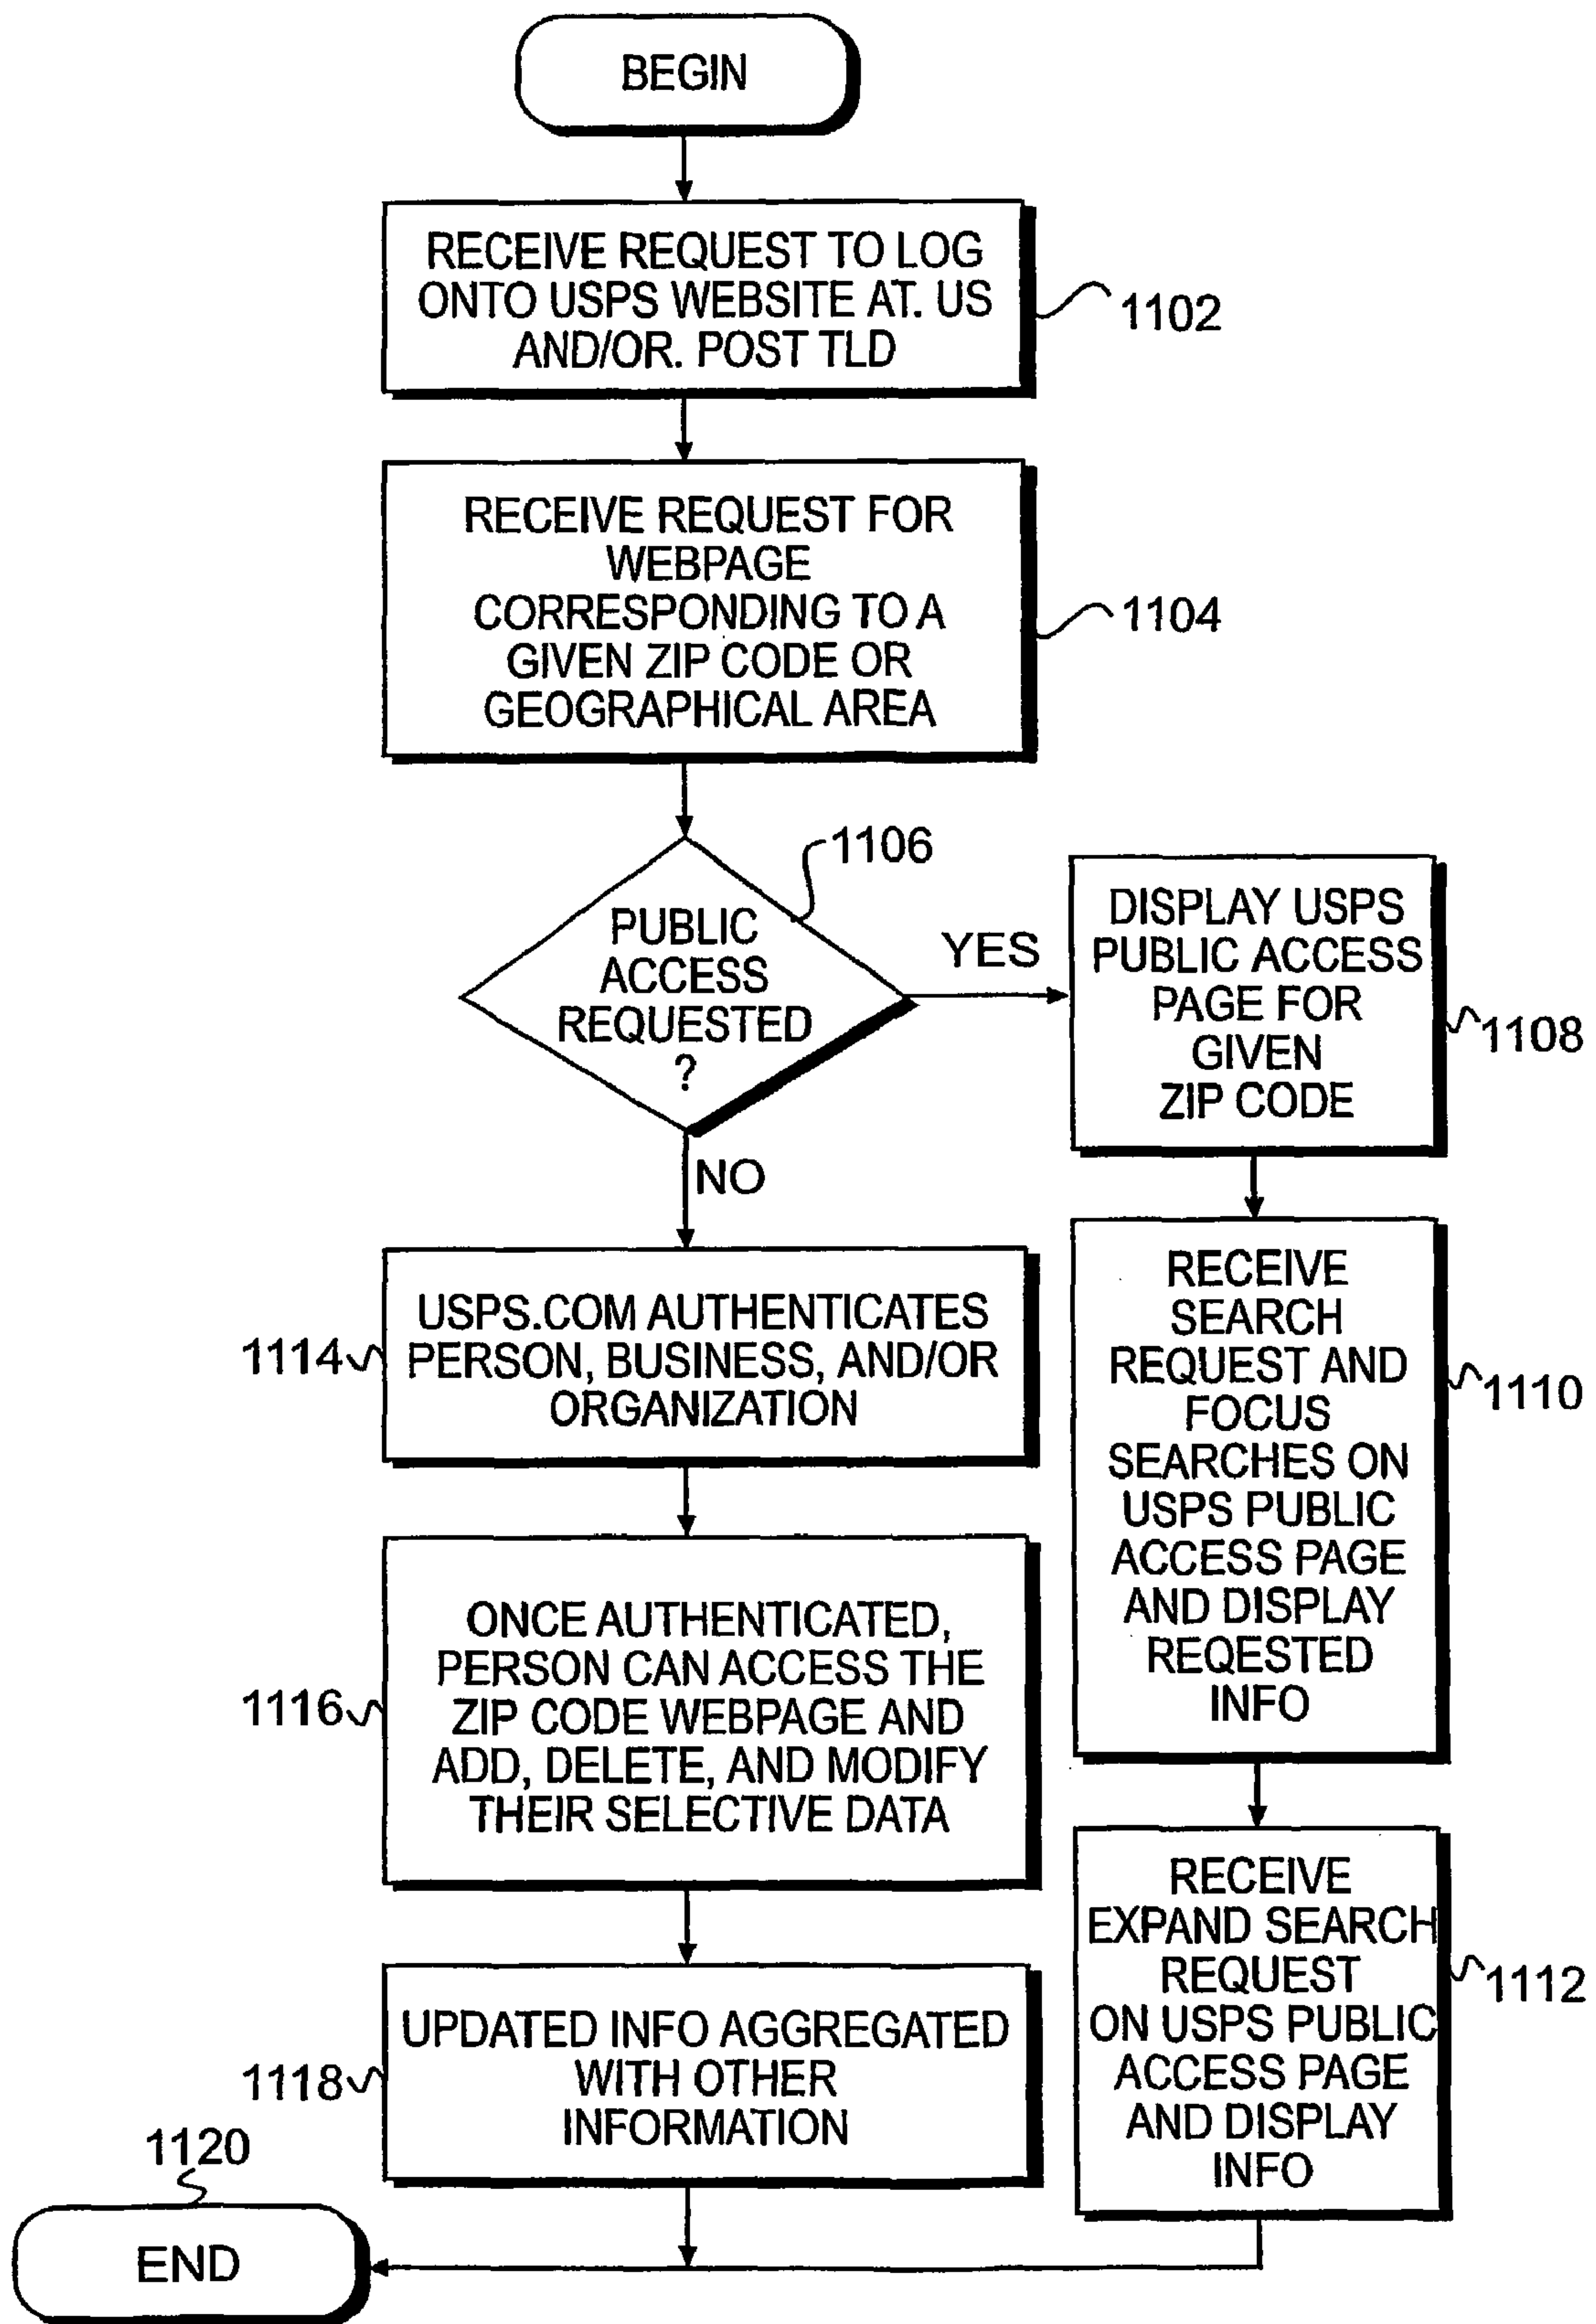 BEGIN
RECEIVE REQUEST TO LOG
ONTO USPS WEBSITE AT. US
AND/OR. POST TLD
1102
RECEIVE REQUEST FOR
WEBPAGE
CORRESPONDING TO A
GIVEN ZIP CODE OR
GEOGRAPHICAL AREA
1104
1106
PUBLIC
ACCESS
REQUESTED
?
YES
NO
DISPLAY USPS
PUBLIC ACCESS
PAGE FOR
GIVEN
ZIP CODE
1108
RECEIVE
SEARCH
REQUEST AND
FOCUS
SEARCHES ON
USPS PUBLIC
ACCESS PAGE
AND DISPLAY
REQESTED
INFO
1110
RECEIVE
EXPAND SEARCH
REQUEST
ON USPS PUBLIC
ACCESS PAGE
AND DISPLAY
INFO
1112
1114
USPS.COM AUTHENTICATES
PERSON, BUSINESS, AND/OR
ORGANIZATION
1116
ONCE AUTHENTICATED,
PERSON CAN ACCESS THE
ZIP CODE WEBPAGE AND
ADD, DELETE, AND MODIFY
THEIR SELECTIVE DATA
1118
UPDATED INFO AGGREGATED
WITH OTHER
INFORMATION
1120
END